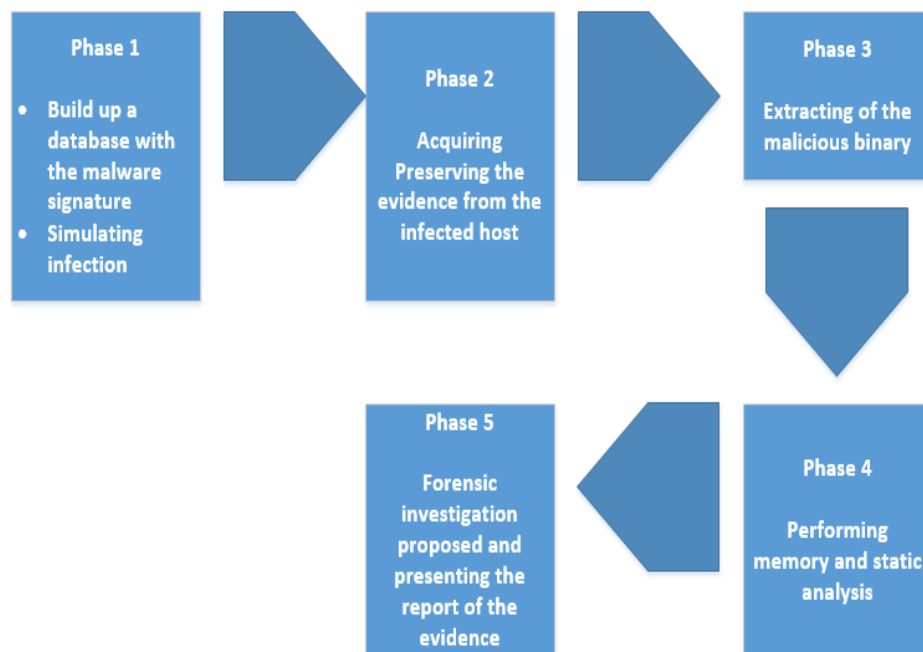 Phase 1
• Build up a
database with
the malware
signature
• Simulating
infection
Phase 2
Acquiring
Preserving the
evidence from the
infected host
Phase 3
Extracting of the
malicious binary
Phase 4
Performing
memory and static
analysis
Phase 5
Forensic
investigation
proposed and
presenting the
report of the
evidence